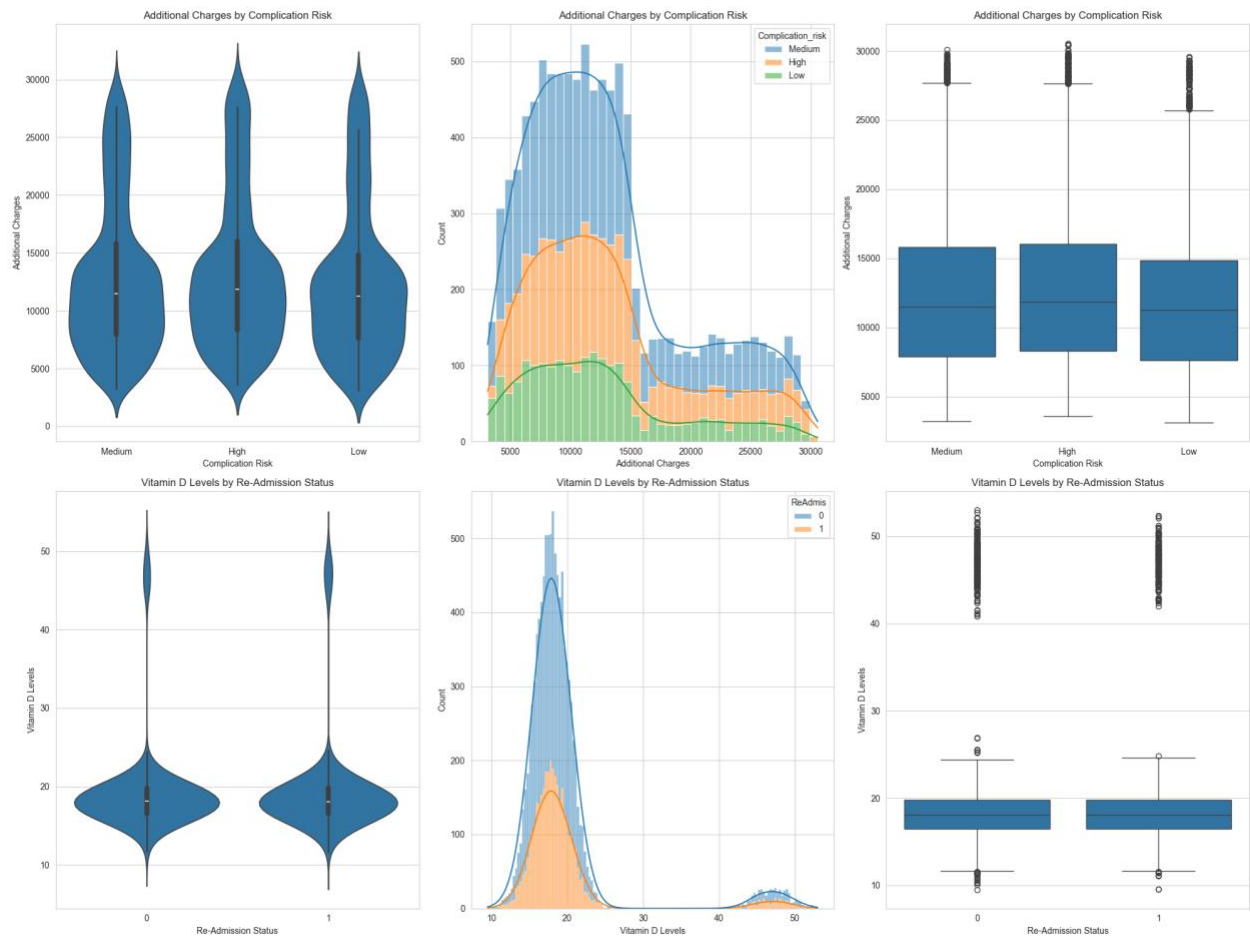 Additional Charges by Complication Risk
Additional Charges
30000
25000
20000
15000
10000
5000
0
Medium
High
Low
Complication Risk
Additional Charges by Complication Risk
Complication_risk
Medium
High
Low
Count
500
400
300
200
100
0
5000
10000
15000
20000
25000
30000
Additional Charges
Additional Charges by Complication Risk
Additional Charges
30000
25000
20000
15000
10000
5000
Medium
High
Low
Complication Risk
Vitamin D Levels by Re-Admission Status
Vitamin D Levels
50
40
30
20
10
0
1
Re-Admission Status
Vitamin D Levels by Re-Admission Status
ReAdmis
0
1
Count
500
400
300
200
100
0
10
20
30
40
50
Vitamin D Levels
Vitamin D Levels by Re-Admission Status
Vitamin D Levels
50
40
30
20
10
0
1
Re-Admission Status